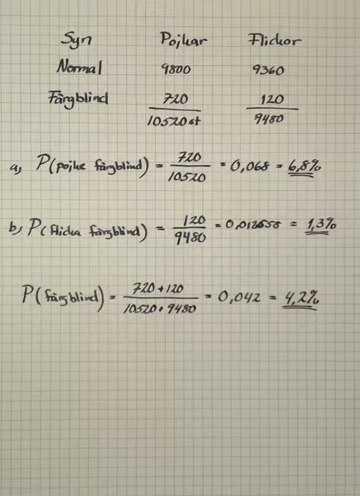 Syn Pojkar Flickor
Normal 9800 9360
Färgblind 720 120
10520 st 9480
a) P(pojke färgblind) = 720/10520 = 0,068 = 6,8%
b) P(flicka färgblind) = 120/9480 = 0,012658 = 1,3%
P(färgblind) = 720+120/10520+9480 = 0,042 = 4,2%